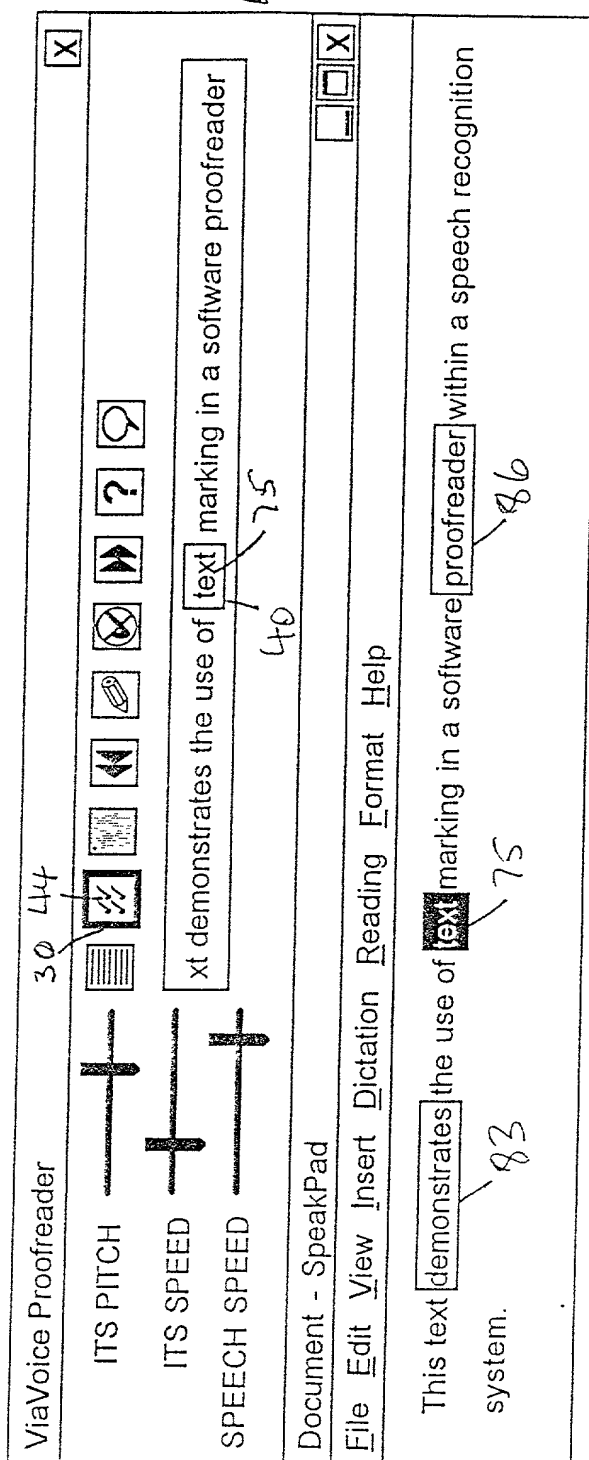 ViaVoice Proofreader X
30 44
ITS PITCH
?
ITS SPEED
SPEECH SPEED
xt demonstrates the use of text marking in a software proofreader
40 75
Document - SpeakPad X
File Edit View Insert Dictation Reading Format Help
This text demonstrates the use of text marking in a software proofreader within a speech recognition
system.
83 75 86